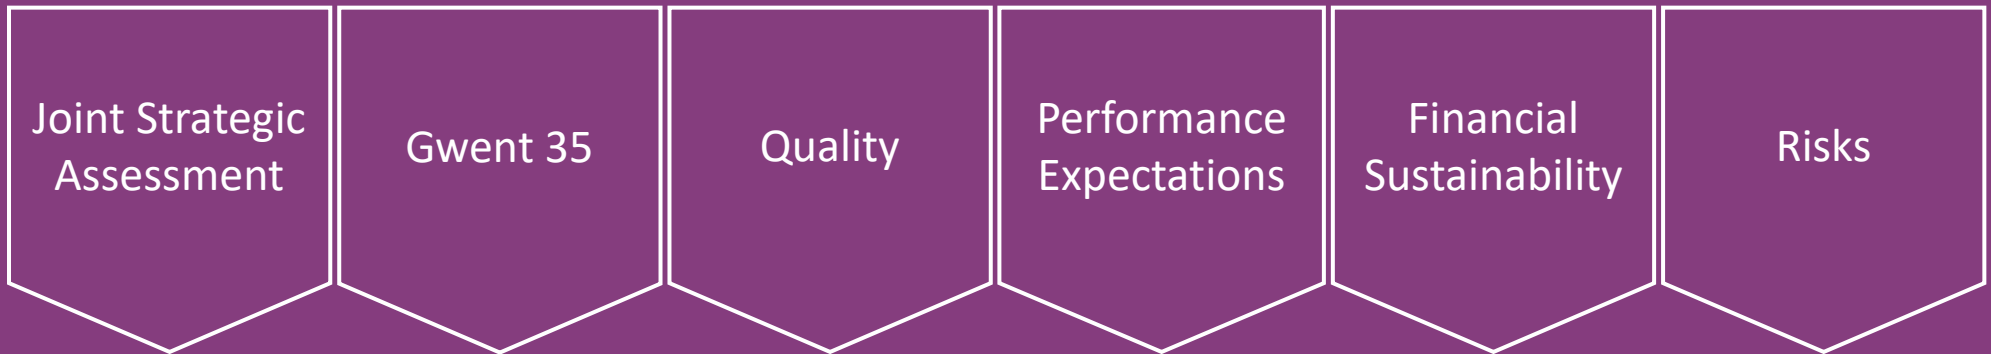 Joint Strategic
Assessment
Gwent 35
Quality
Performance
Expectations
Financial
Sustainability
Risks